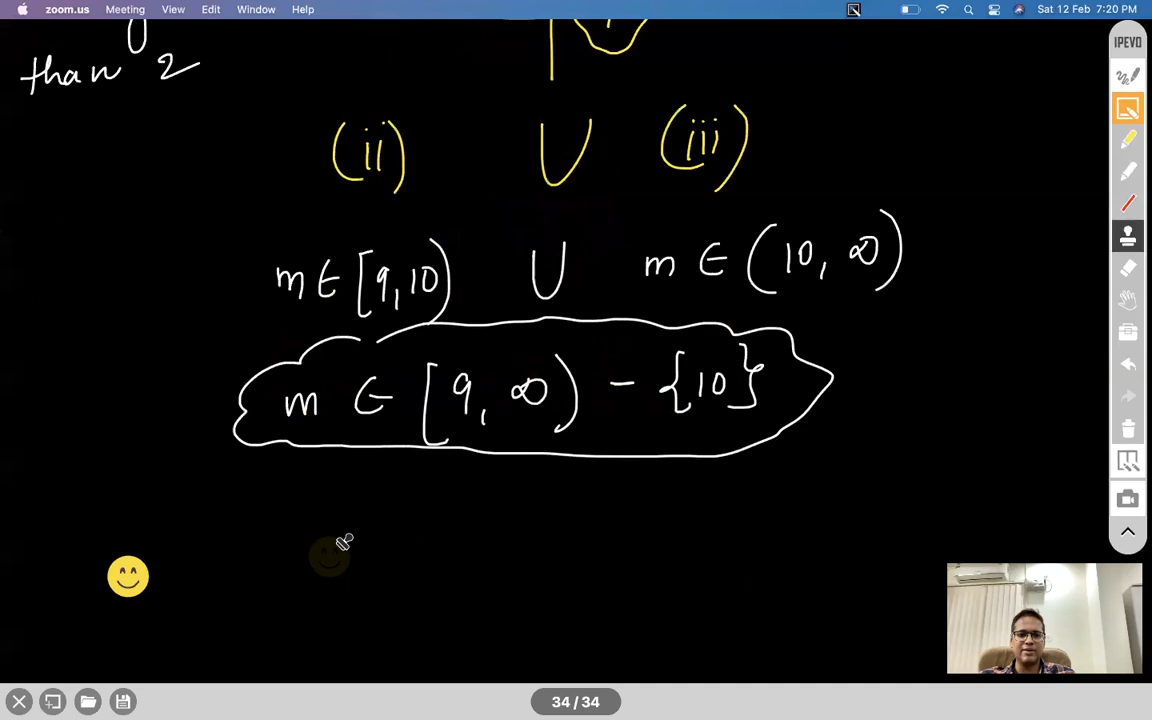 zoom.us Meeting View Edit Window Help Sat 12 Feb 7:20 PM
IPEVO
than 2
(ii) ∪ (iii)
m ∈ [9,10) ∪ m ∈ (10, ∞)
m ∈ [9, ∞) - {10}
34 / 34